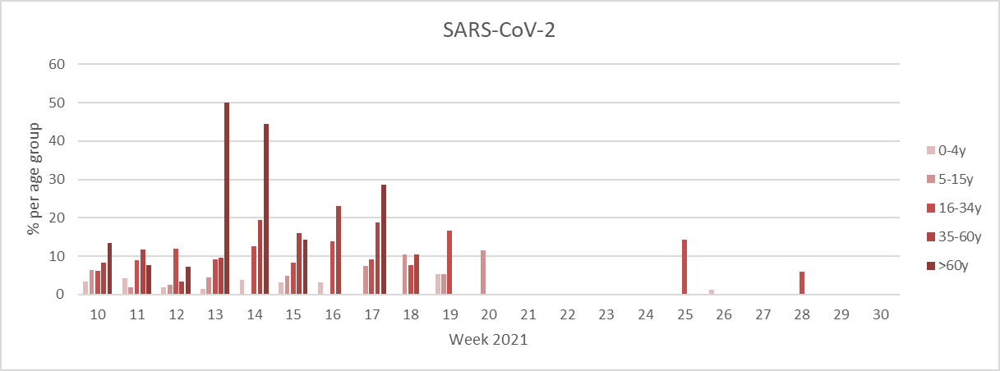 SARS-CoV-2
% per age group
60
50
40
30
20
10
0
10 11 12 13 14 15 16 17 18 19 20 21 22 23 24 25 26 27 28 29 30
Week 2021
0-4y
5-15y
16-34y
35-60y
>60y